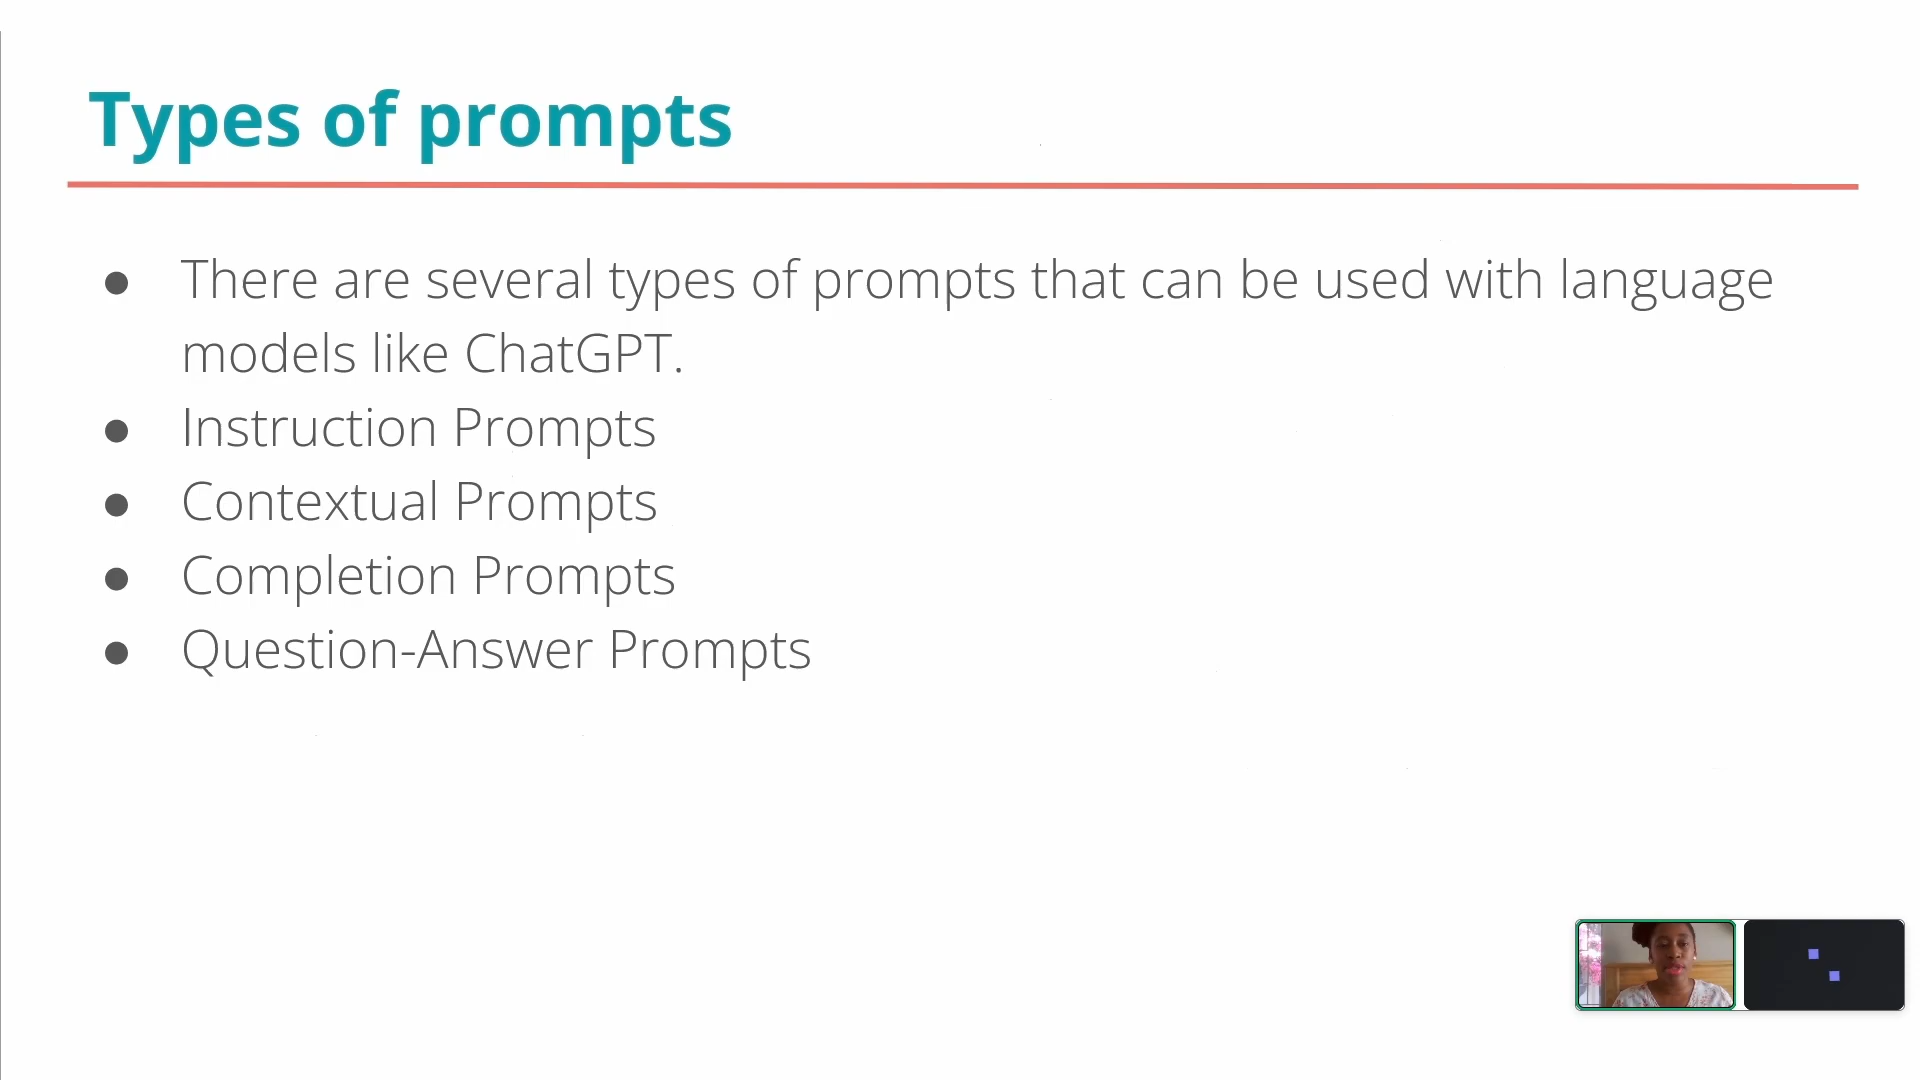 Types of prompts
There are several types of prompts that can be used with language
models like ChatGPT.
Instruction Prompts
Contextual Prompts
Completion Prompts
Question-Answer Prompts